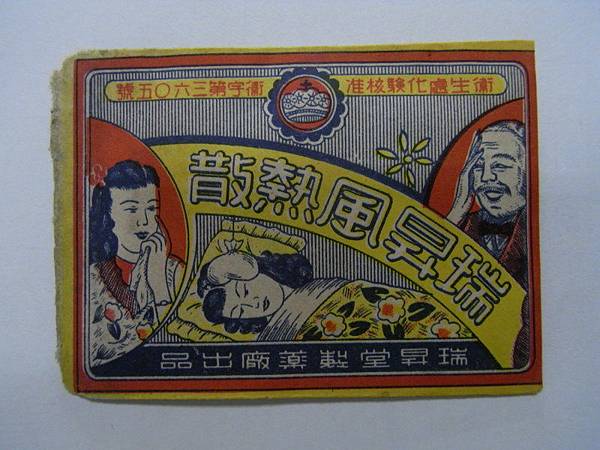 衛生處化驗核准 衛字第三六〇五號
瑞昇風熱散
瑞昇堂製藥廠出品